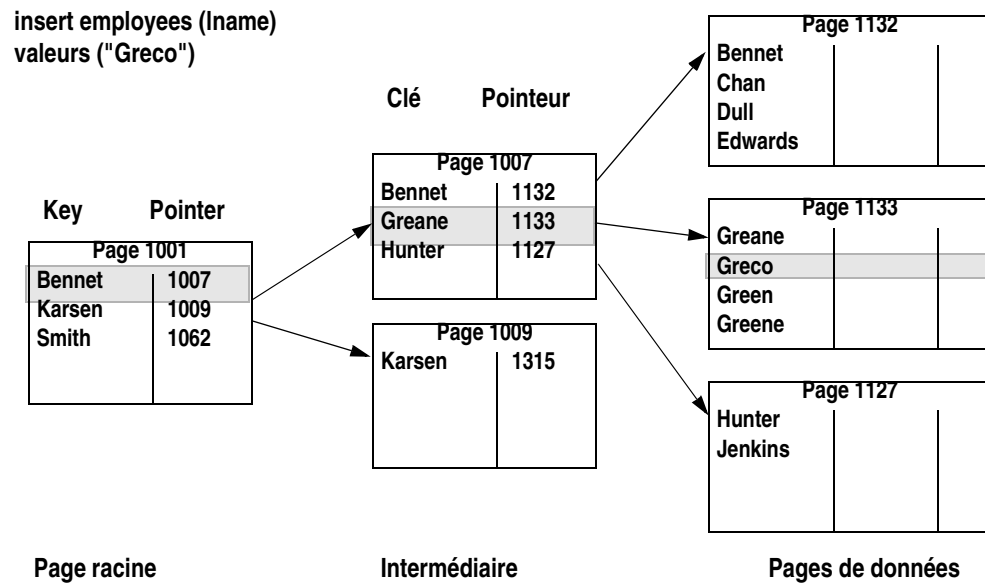 insert employees (lname)
valeurs ("Greco")
Key Pointer
Page 1001
Bennet 1007
Karsen 1009
Smith 1062
Page racine
Clé Pointeur
Page 1007
Bennet 1132
Greane 1133
Hunter 1127
Page 1009
Karsen 1315
Intermédiaire
Page 1132
Bennet
Chan
Dull
Edwards
Page 1133
Greane
Greco
Green
Greene
Page 1127
Hunter
Jenkins
Pages de données